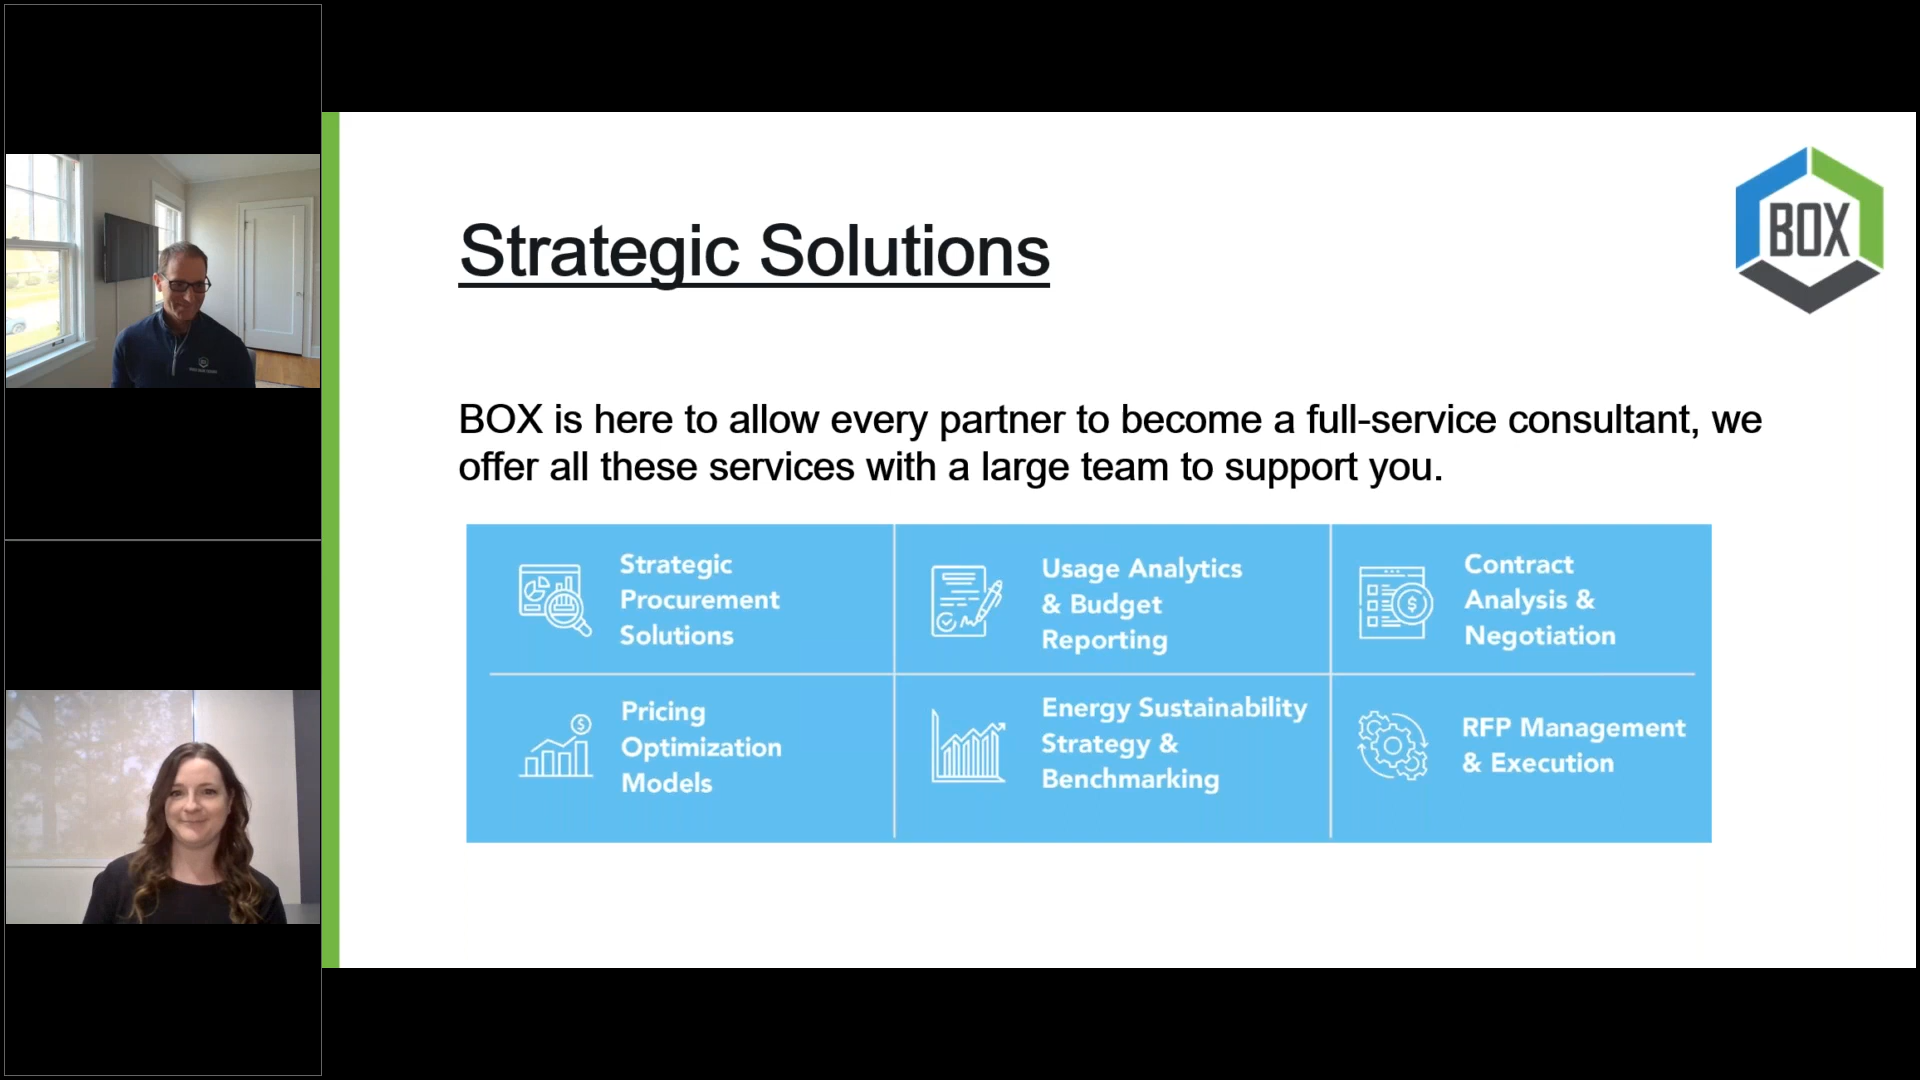 BOX
Strategic Solutions
BOX is here to allow every partner to become a full-service consultant, we
offer all these services with a large team to support you.
Strategic
Procurement
Solutions
Usage Analytics
& Budget
Reporting
Contract
Analysis &
Negotiation
Pricing
Optimization
Models
Energy Sustainability
Strategy &
Benchmarking
RFP Management
& Execution